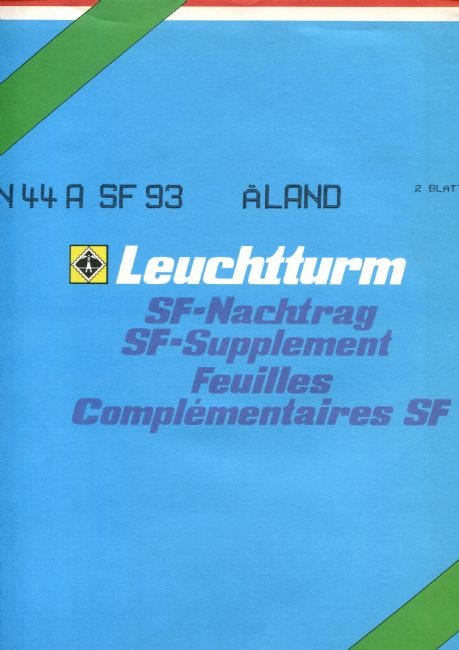 N 44 A SF 93 ÅLAND 2 BLATT
Leuchtturm
SF-Nachtrag
SF-Supplement
Feuilles
Complémentaires SF